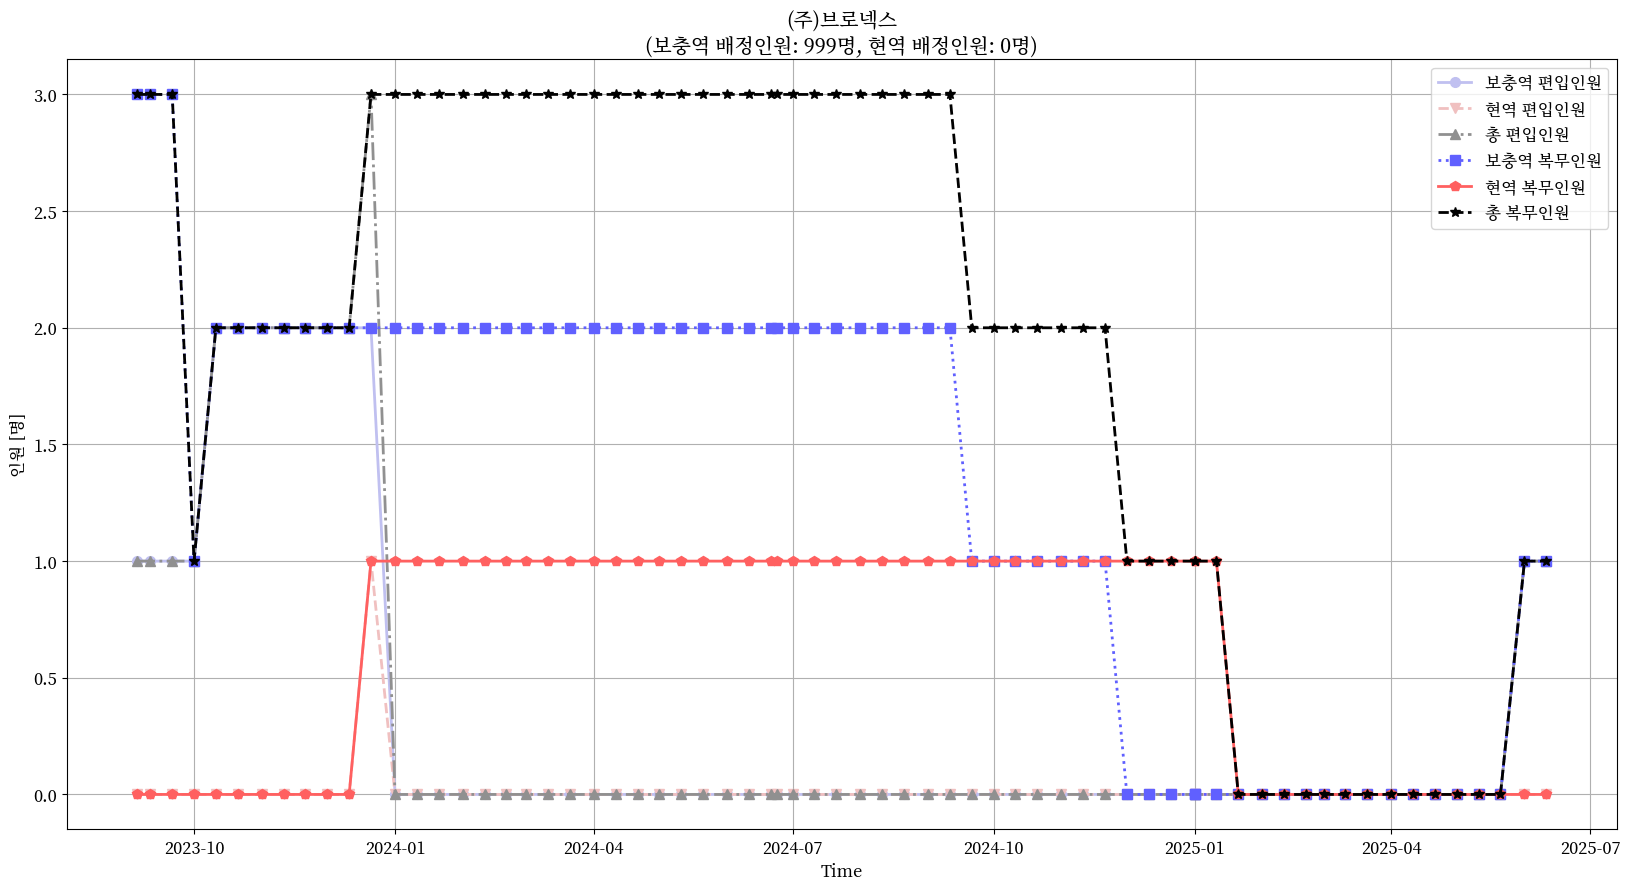 (주)브로넥스
(보충역 배정인원: 999명, 현역 배정인원: 0명)
보충역 편입인원
현역 편입인원
총 편입인원
보충역 복무인원
현역 복무인원
총 복무인원
인원 [명]
3.0
2.5
2.0
1.5
1.0
0.5
0.0
2023-10
2024-01
2024-04
2024-07
2024-10
2025-01
2025-04
2025-07
Time